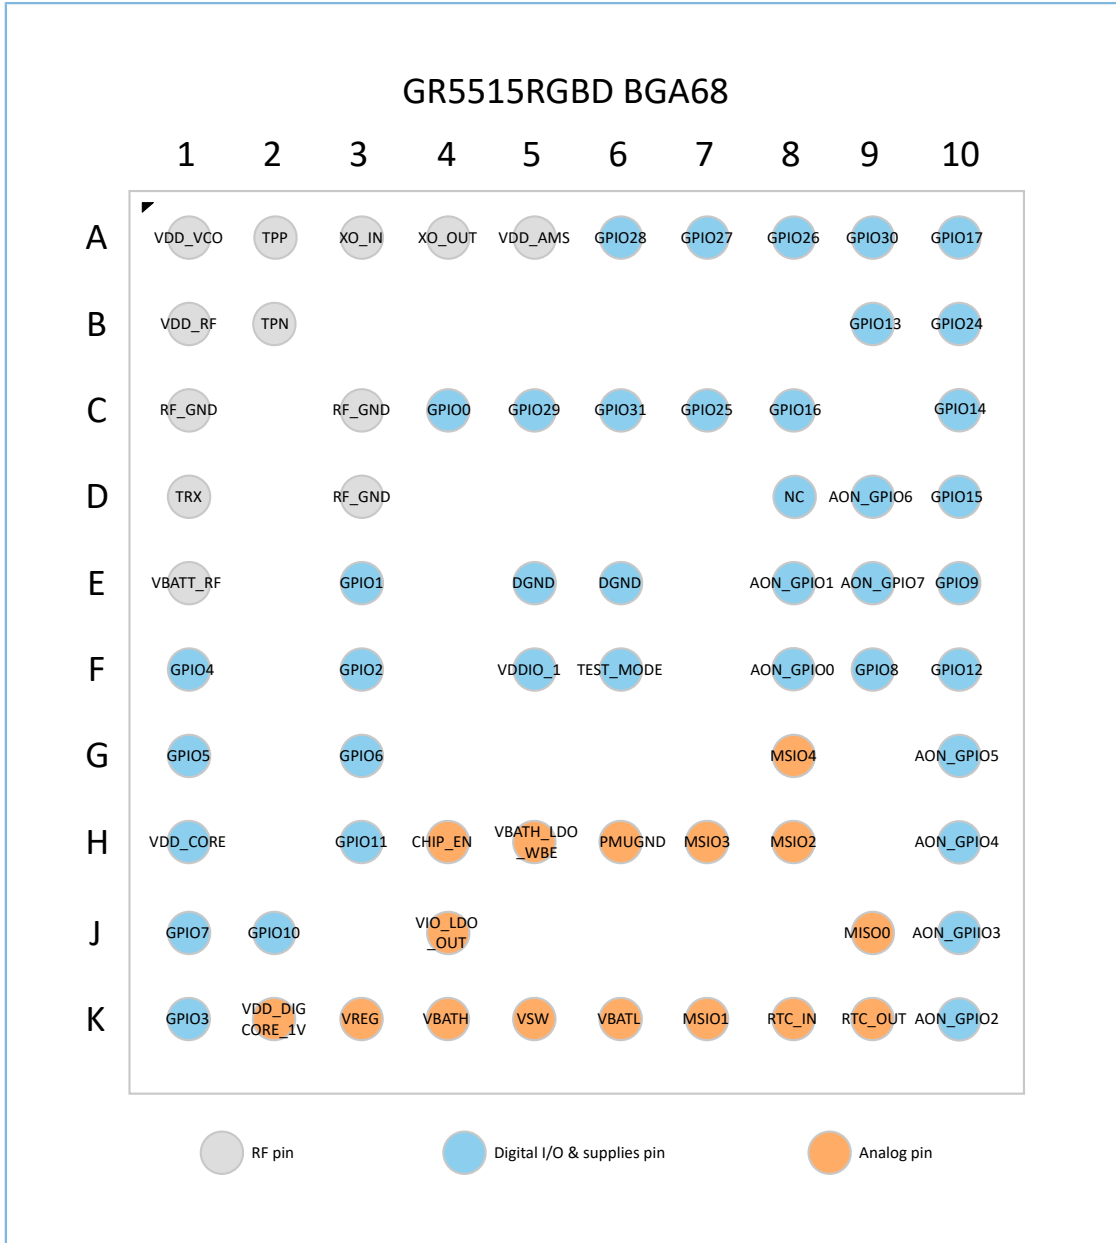 GR5515RGBD BGA68
1 2 3 4 5 6 7 8 9 10
A VDD_VCO TPP XO_IN XO_OUT VDD_AMS GPIO28 GPIO27 GPIO26 GPIO30 GPIO17
B VDD_RF TPN GPIO13 GPIO24
C RF_GND RF_GND GPIO0 GPIO29 GPIO31 GPIO25 GPIO16 GPIO14
D TRX RF_GND NC AON_GPIO6 GPIO15
E VBATT_RF GPIO1 DGND DGND AON_GPIO1 AON_GPIO7 GPIO9
F GPIO4 GPIO2 VDDIO_1 TEST_MODE AON_GPIO0 GPIO8 GPIO12
G GPIO5 GPIO6 MSIO4 AON_GPIO5
H VDD_CORE GPIO11 CHIP_EN VBATH_LDO
_WBE PMUGND MSIO3 MSIO2 AON_GPIO4
J GPIO7 GPIO10 VIO_LDO
_OUT MISO0 AON_GPIIO3
K GPIO3 VDD_DIG
CORE_1V VREG VBATH VSW VBATL MSIO1 RTC_IN RTC_OUT AON_GPIO2
RF pin
Digital I/O & supplies pin
Analog pin